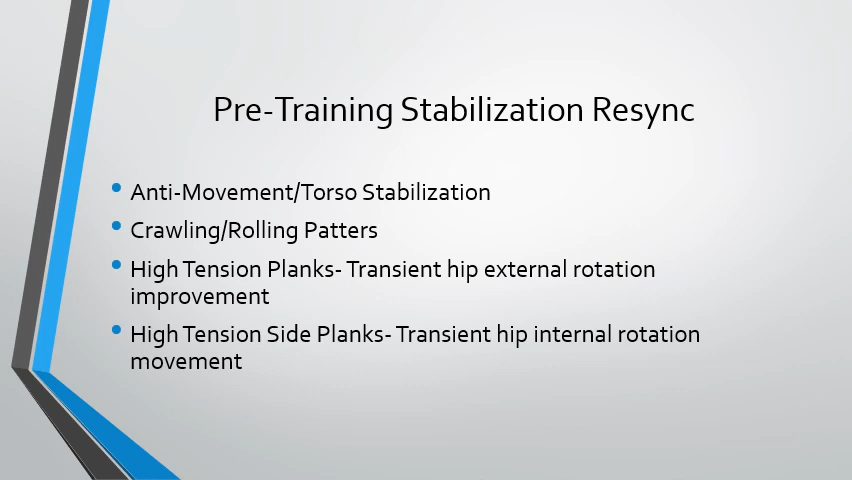 Pre-Training Stabilization Resync
• Anti-Movement/Torso Stabilization
• Crawling/Rolling Patters
• High Tension Planks- Transient hip external rotation
improvement
• High Tension Side Planks- Transient hip internal rotation
movement